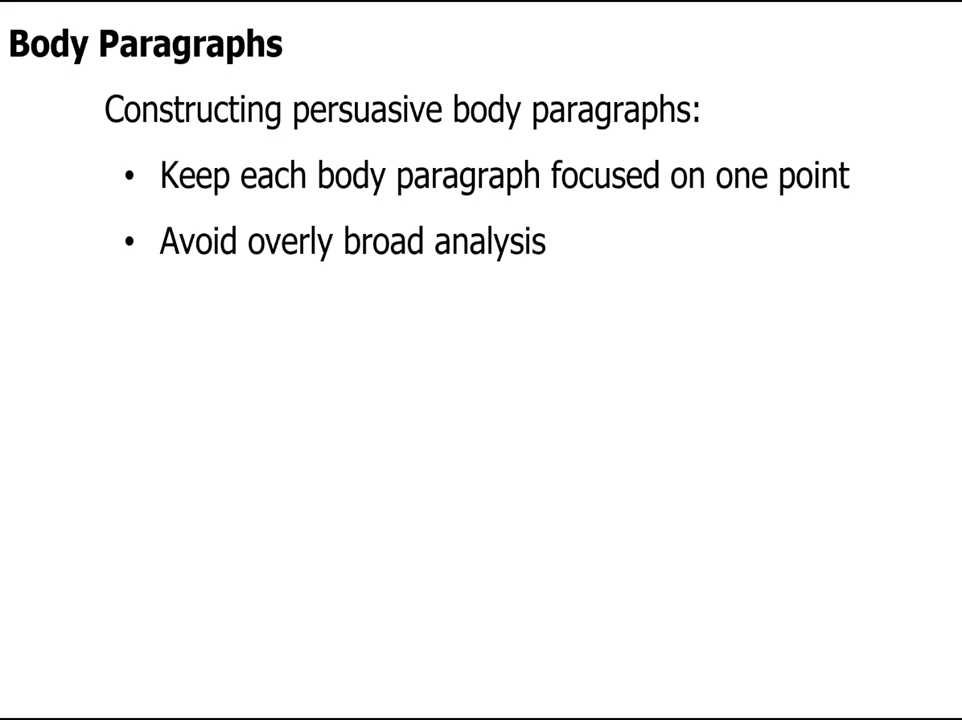 Body Paragraphs
Constructing persuasive body paragraphs:
• Keep each body paragraph focused on one point
• Avoid overly broad analysis